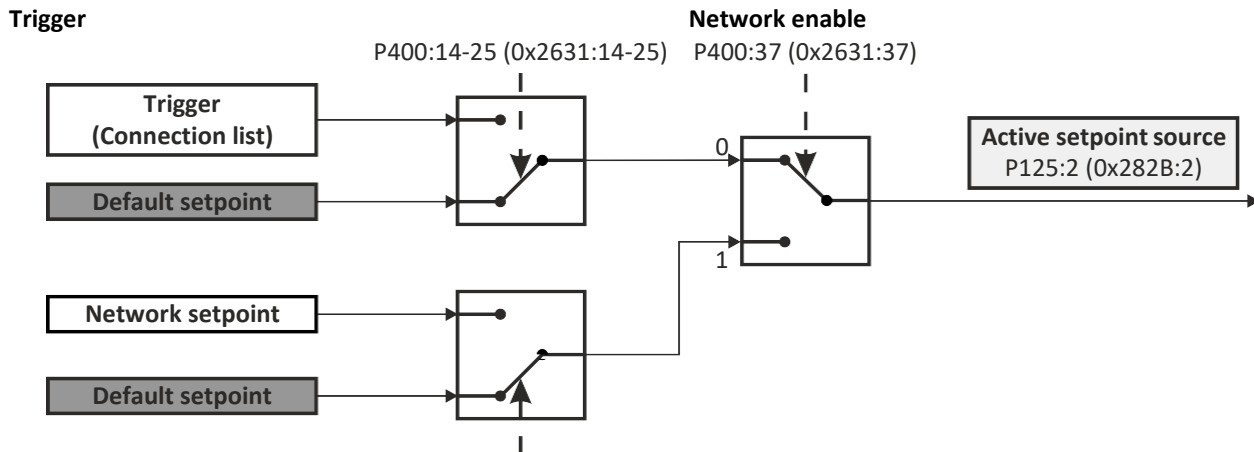 Trigger
Network enable
P400:14-25 (0x2631:14-25)
P400:37 (0x2631:37)
Trigger
(Connection list)
0
Active setpoint source
P125:2 (0x282B:2)
Default setpoint
1
Network setpoint
Default setpoint